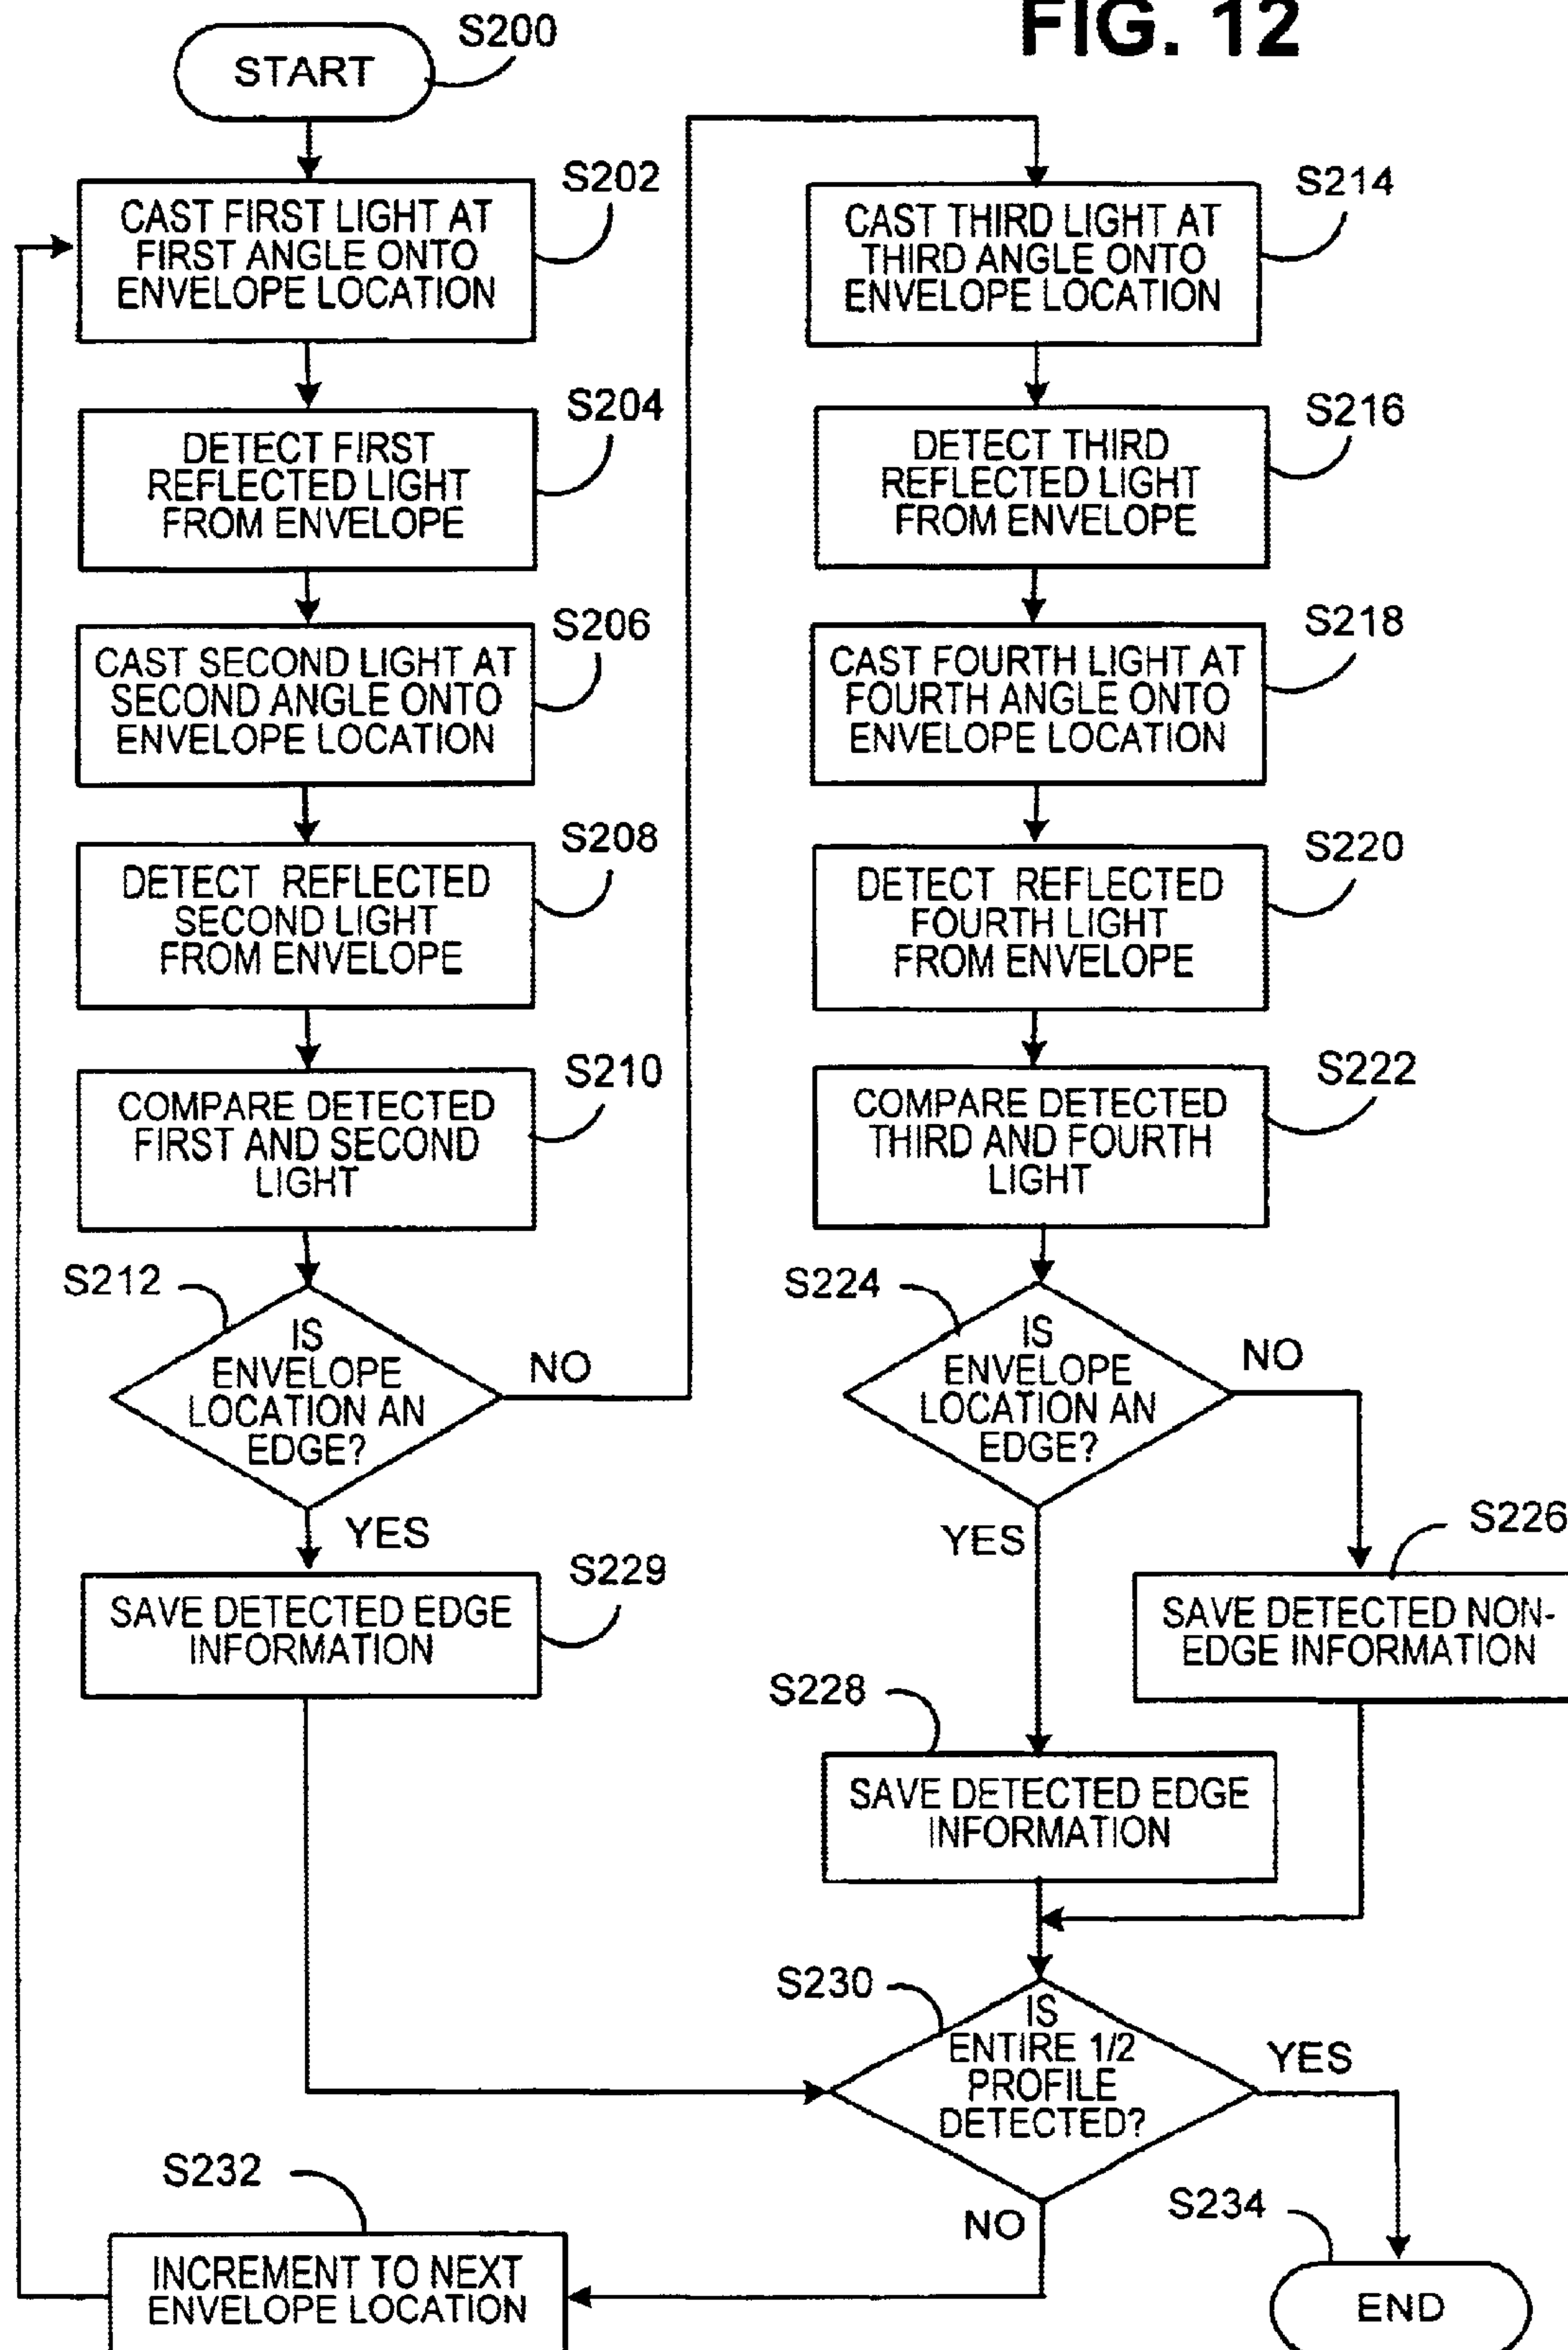 FIG. 12
S200
START
S202
CAST FIRST LIGHT AT
FIRST ANGLE ONTO
ENVELOPE LOCATION
S204
DETECT FIRST
REFLECTED LIGHT
FROM ENVELOPE
S206
CAST SECOND LIGHT AT
SECOND ANGLE ONTO
ENVELOPE LOCATION
S208
DETECT REFLECTED
SECOND LIGHT
FROM ENVELOPE
S210
COMPARE DETECTED
FIRST AND SECOND
LIGHT
S212
IS
ENVELOPE
LOCATION AN
EDGE?
NO
YES
S229
SAVE DETECTED EDGE
INFORMATION
S214
CAST THIRD LIGHT AT
THIRD ANGLE ONTO
ENVELOPE LOCATION
S216
DETECT THIRD
REFLECTED LIGHT
FROM ENVELOPE
S218
CAST FOURTH LIGHT AT
FOURTH ANGLE ONTO
ENVELOPE LOCATION
S220
DETECT REFLECTED
FOURTH LIGHT
FROM ENVELOPE
S222
COMPARE DETECTED
THIRD AND FOURTH
LIGHT
S224
IS
ENVELOPE
LOCATION AN
EDGE?
NO
YES
S226
SAVE DETECTED NON-
EDGE INFORMATION
S228
SAVE DETECTED EDGE
INFORMATION
S230
IS
ENTIRE 1/2
PROFILE
DETECTED?
YES
NO
S232
INCREMENT TO NEXT
ENVELOPE LOCATION
S234
END